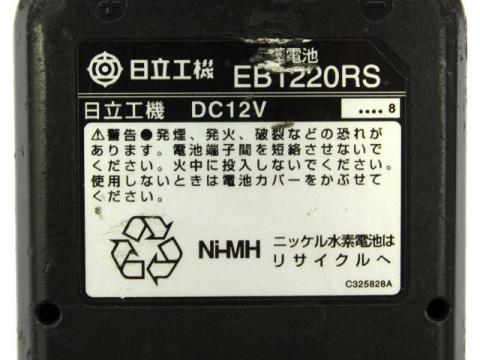 日立工機 蓄電池
EB1220RS
日立工機 DC12V .... 8
⚠警告●発煙、発火、破裂などの恐れが
あります。電池端子間を短絡させないで
ください。火中に投入しないでください。
使用しないときは電池カバーをかぶせて
ください。
Ni-MH ニッケル水素電池は
リサイクルへ
C325828A